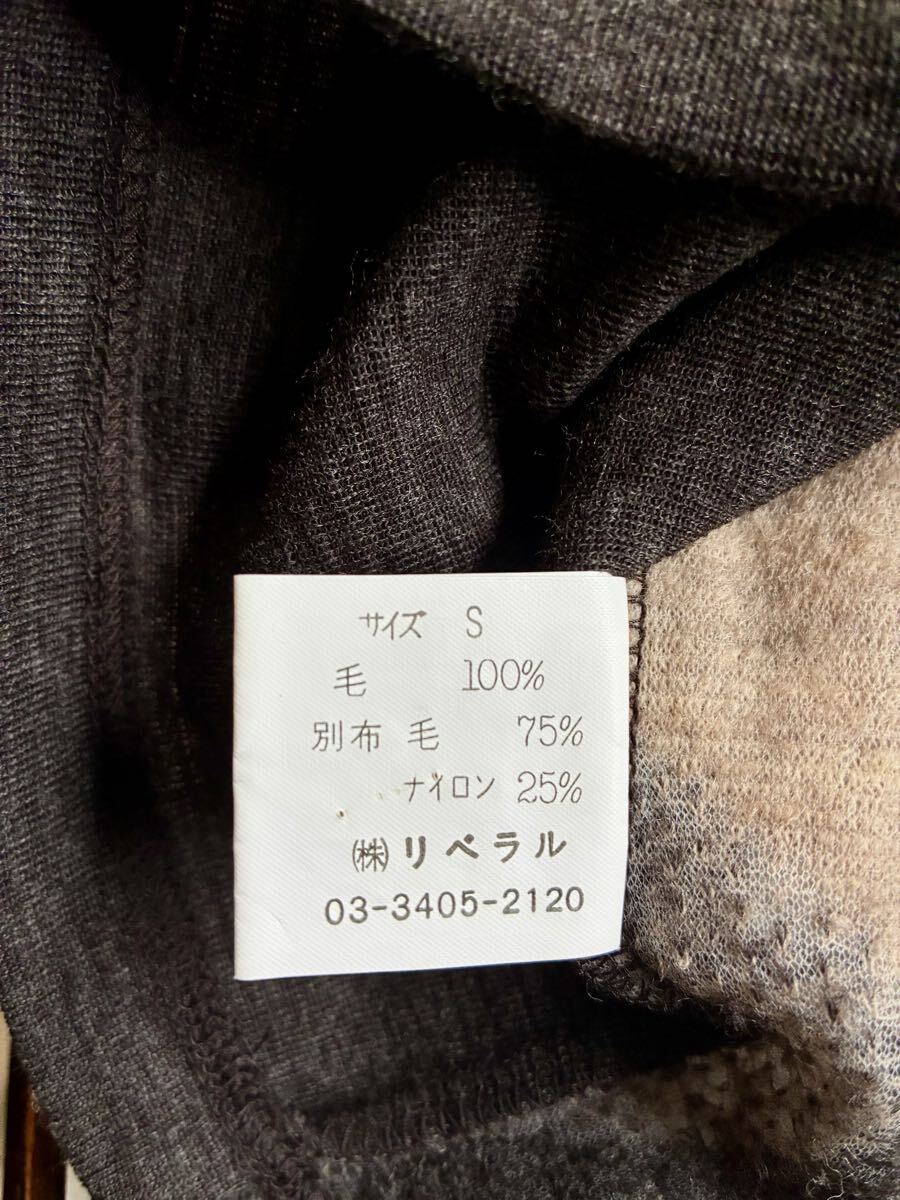 サイズ S
毛 100%
別布 毛 75%
ナイロン 25%
㈱リベラル
03-3405-2120